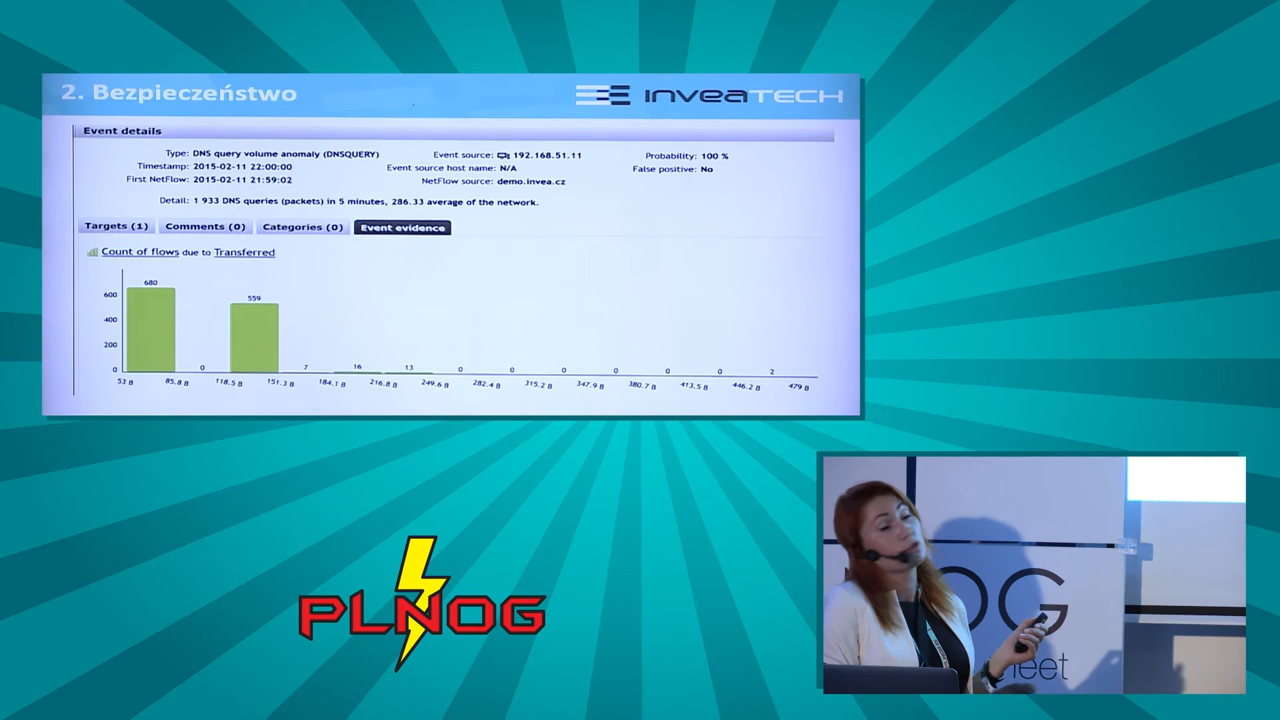 2. Bezpieczeństwo
INVEATECH
Event details
Type: DNS query volume anomaly (DNSQUERY)
Event source: 192.168.51.11
Probability: 100 %
Timestamp: 2015-02-11 22:00:00
Event source host name: N/A
False positive: No
First NetFlow: 2015-02-11 21:59:02
NetFlow source: demo.invea.cz
Detail: 1 933 DNS queries (packets) in 5 minutes, 286.33 average of the network.
Targets (1) Comments (0) Categories (0) Event evidence
Count of flows due to Transferred
680
600
559
400
200
0
0 7 16 13 0 0 0 0 0 0 2
53 B 85.8 B 118.5 B 151.3 B 184.1 B 216.8 B 249.6 B 282.4 B 315.2 B 347.9 B 380.7 B 413.5 B 446.2 B 479 B
PLNOG
OG
eet